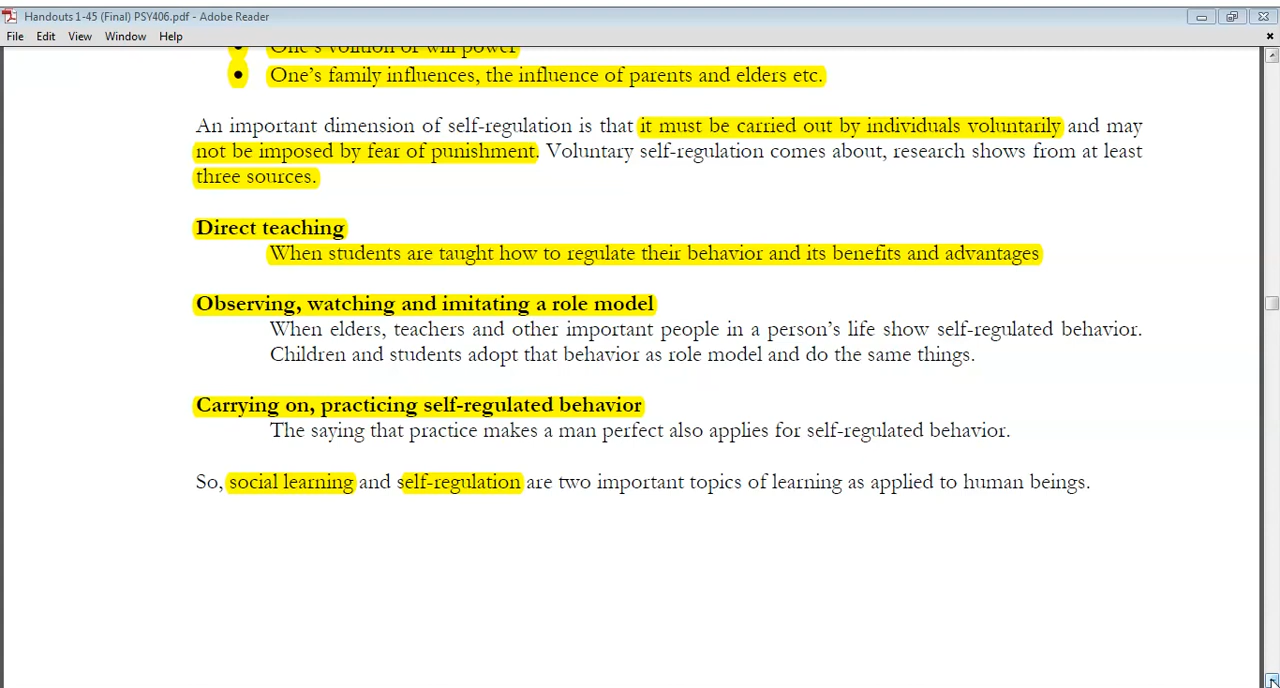 Handouts 1-45 (Final) PSY406.pdf - Adobe Reader
File Edit View Window Help
One's volition or will power
• One's family influences, the influence of parents and elders etc.
An important dimension of self-regulation is that it must be carried out by individuals voluntarily and may
not be imposed by fear of punishment. Voluntary self-regulation comes about, research shows from at least
three sources.
Direct teaching
When students are taught how to regulate their behavior and its benefits and advantages
Observing, watching and imitating a role model
When elders, teachers and other important people in a person's life show self-regulated behavior.
Children and students adopt that behavior as role model and do the same things.
Carrying on, practicing self-regulated behavior
The saying that practice makes a man perfect also applies for self-regulated behavior.
So, social learning and self-regulation are two important topics of learning as applied to human beings.